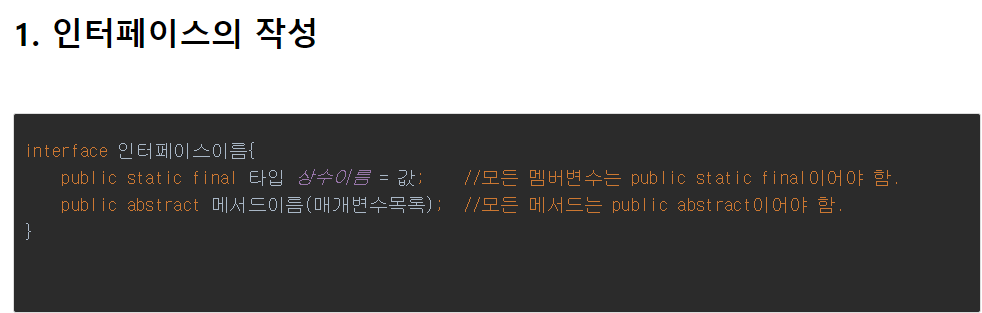 1. 인터페이스의 작성
interface 인터페이스이름{
public static final 타입 상수이름 = 값; //모든 멤버변수는 public static final이어야 함.
public abstract 메서드이름(매개변수목록); //모든 메서드는 public abstract이어야 함.
}